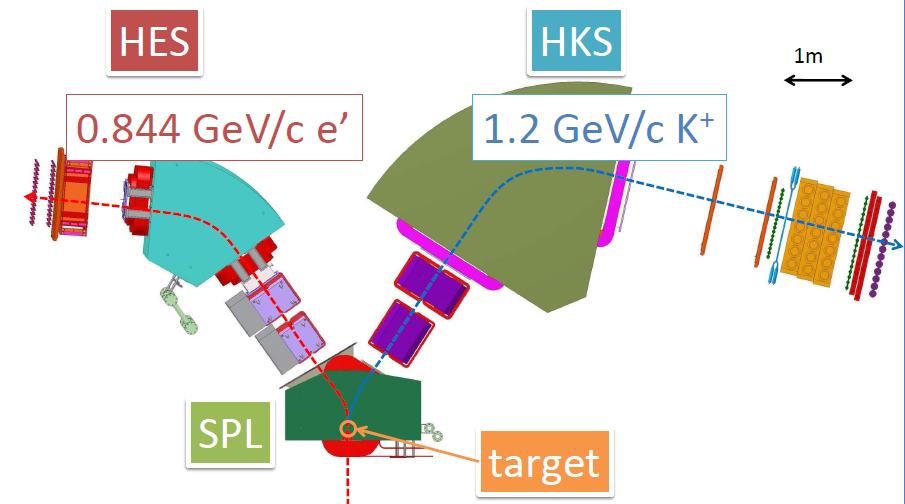 HES
HKS
1m
0.844 GeV/c e’
1.2 GeV/c K⁺
SPL
target